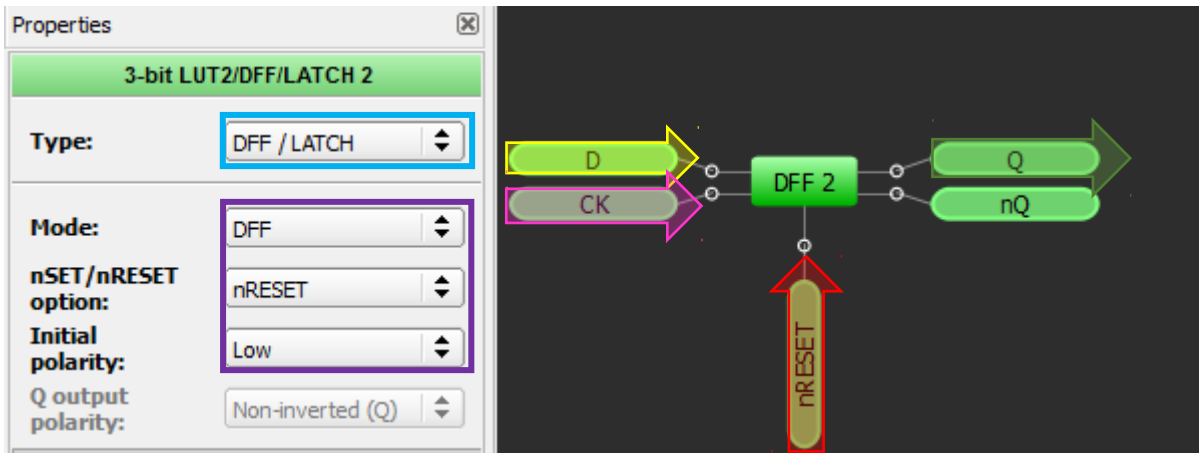 Properties
3-bit LUT2/DFF/LATCH 2
Type:
DFF / LATCH
Mode:
DFF
nSET/nRESET
option:
nRESET
Initial
polarity:
Low
Q output
polarity:
Non-inverted (Q)
D
CK
DFF 2
Q
nQ
nRESET